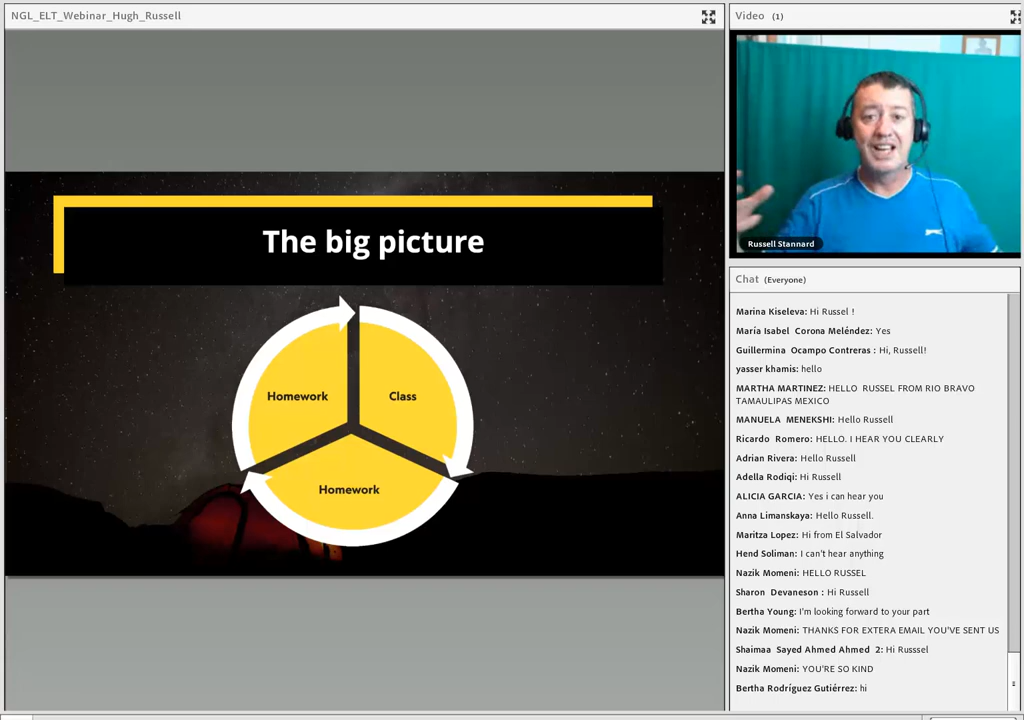 NGL_ELT_Webinar_Hugh_Russell
The big picture
Homework
Class
Homework
Video (1)
Russell Stannard
Chat (Everyone)
Marina Kiseleva: Hi Russel !
María Isabel Corona Meléndez: Yes
Guillermina Ocampo Contreras : Hi, Russell!
yasser khamis: hello
MARTHA MARTINEZ: HELLO RUSSEL FROM RIO BRAVO
TAMAULIPAS MEXICO
MANUELA MENEKSHI: Hello Russell
Ricardo Romero: HELLO. I HEAR YOU CLEARLY
Adrian Rivera: Hello Russell
Adella Rodiqi: Hi Russell
ALICIA GARCIA: Yes i can hear you
Anna Limanskaya: Hello Russell.
Maritza Lopez: Hi from El Salvador
Hend Soliman: I can't hear anything
Nazik Momeni: HELLO RUSSEL
Sharon Devaneson : Hi Russell
Bertha Young: I'm looking forward to your part
Nazik Momeni: THANKS FOR EXTERA EMAIL YOU'VE SENT US
Shaimaa Sayed Ahmed Ahmed 2: Hi Russsel
Nazik Momeni: YOU'RE SO KIND
Bertha Rodríguez Gutiérrez: hi